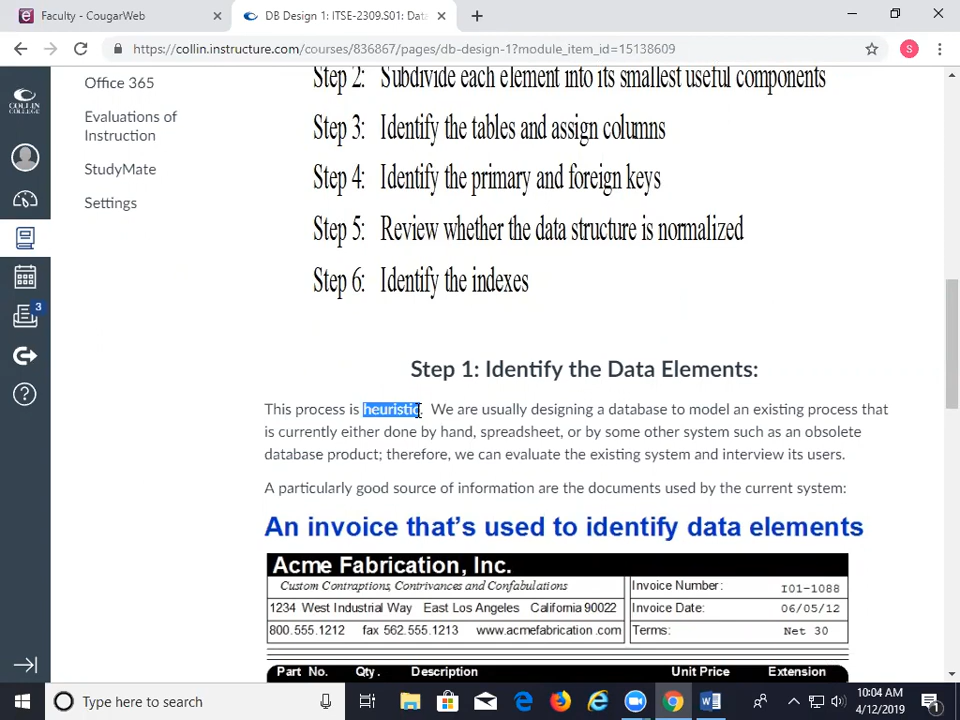 Faculty - CougarWeb
DB Design 1: ITSE-2309.S01: Data
https://collin.instructure.com/courses/836867/pages/db-design-1?module_item_id=15138609
S
COLLIN
COLLEGE
Office 365
Evaluations of
Instruction
StudyMate
Settings
3
Step 2: Subdivide each element into its smallest useful components
Step 3: Identify the tables and assign columns
Step 4: Identify the primary and foreign keys
Step 5: Review whether the data structure is normalized
Step 6: Identify the indexes
Step 1: Identify the Data Elements:
This process is heuristic. We are usually designing a database to model an existing process that
is currently either done by hand, spreadsheet, or by some other system such as an obsolete
database product; therefore, we can evaluate the existing system and interview its users.
A particularly good source of information are the documents used by the current system:
An invoice that's used to identify data elements
Acme Fabrication, Inc.
Custom Contraptions, Contrivances and Confabulations
1234 West Industrial Way East Los Angeles California 90022
800.555.1212 fax 562.555.1213 www.acmefabrication.com
Invoice Number: I01-1088
Invoice Date: 06/05/12
Terms: Net 30
Part No. Qty. Description Unit Price Extension
Type here to search
10:04 AM
4/12/2019
1